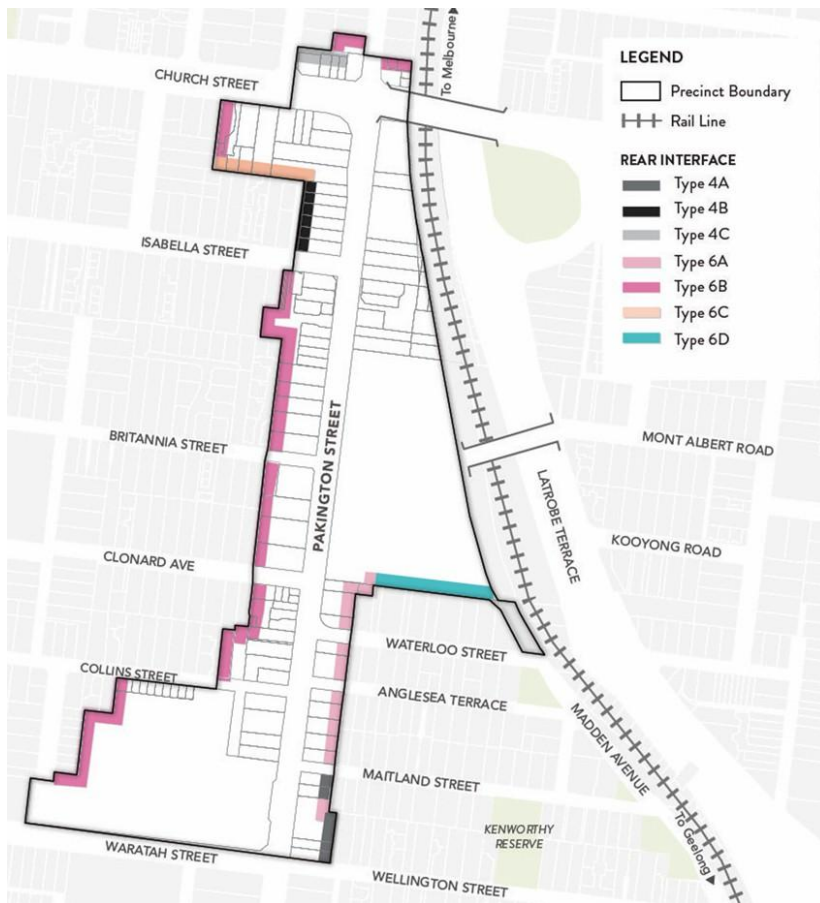 To Melbourne
CHURCH STREET
ISABELLA STREET
BRITANNIA STREET
PAKINGTON STREET
CLONARD AVE
COLLINS STREET
WARATAH STREET
MONT ALBERT ROAD
LATROBE TERRACE
KOOYONG ROAD
WATERLOO STREET
ANGLESEA TERRACE
MADDEN AVENUE
MAITLAND STREET
KENWORTHY
RESERVE
To Geelong
WELLINGTON STREET
LEGEND
Precinct Boundary
Rail Line
REAR INTERFACE
Type 4A
Type 4B
Type 4C
Type 6A
Type 6B
Type 6C
Type 6D